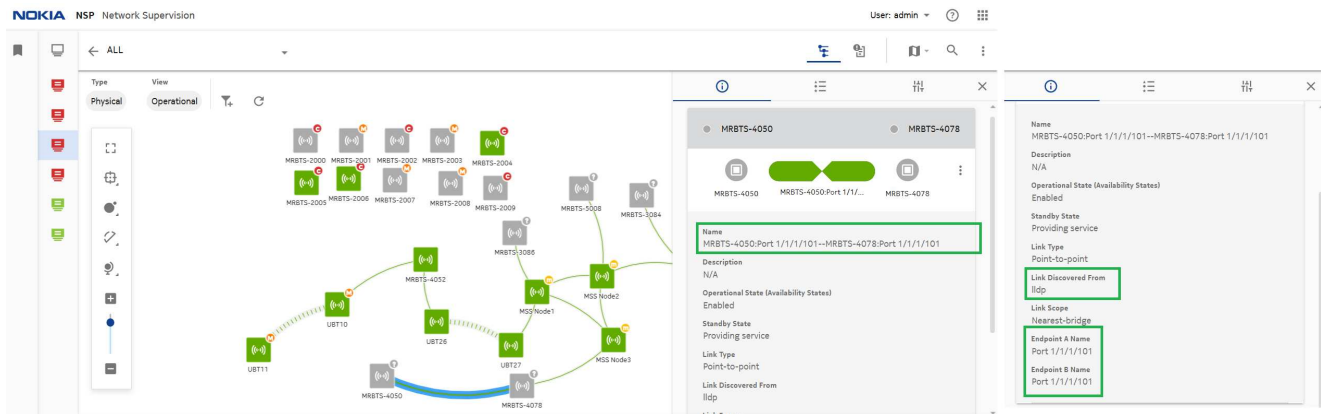 NOKIA NSP Network Supervision
User: admin
ALL
Type
Physical
View
Operational
MRBTS-2000
MRBTS-2001
MRBTS-2002
MRBTS-2003
MRBTS-2004
MRBTS-2005
MRBTS-2006
MRBTS-2007
MRBTS-2008
MRBTS-2009
MRBTS-5008
MRBTS-3084
MRBTS-3086
MRBTS-4052
MSS Node2
MSS Node1
UBT10
UBT26
UBT11
UBT27
MSS Node3
MRBTS-4050
MRBTS-4078
MRBTS-4050
MRBTS-4078
MRBTS-4050
MRBTS-4050:Port 1/1/...
MRBTS-4078
Name
MRBTS-4050:Port 1/1/1/101--MRBTS-4078:Port 1/1/1/101
Description
N/A
Operational State (Availability States)
Enabled
Standby State
Providing service
Link Type
Point-to-point
Link Discovered From
lldp
Name
MRBTS-4050:Port 1/1/1/101--MRBTS-4078:Port 1/1/1/101
Description
N/A
Operational State (Availability States)
Enabled
Standby State
Providing service
Link Type
Point-to-point
Link Discovered From
lldp
Link Scope
Nearest-bridge
Endpoint A Name
Port 1/1/1/101
Endpoint B Name
Port 1/1/1/101